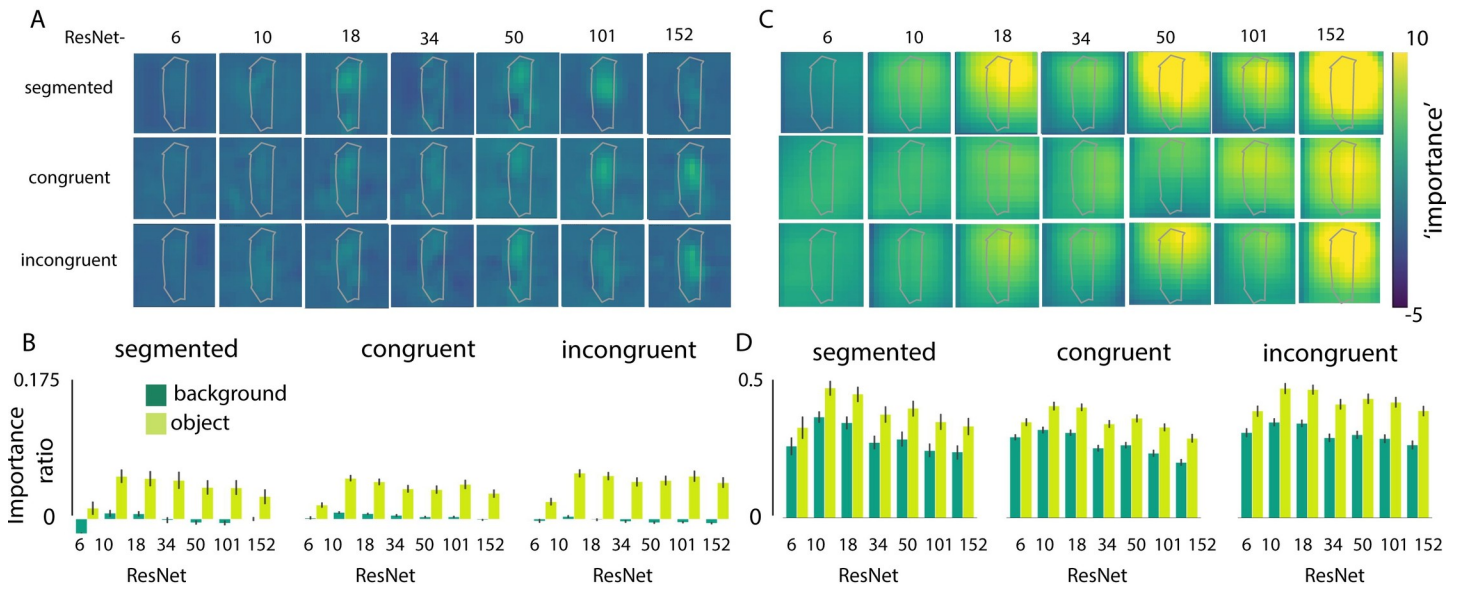 A
ResNet- 6 10 18 34 50 101 152
segmented
congruent
incongruent
C
6 10 18 34 50 101 152
10
'importance'
-5
B
segmented congruent incongruent
0.175
background
object
Importance
ratio
0
6 10 18 34 50 101 152 6 10 18 34 50 101 152 6 10 18 34 50 101 152
ResNet ResNet ResNet
D
segmented congruent incongruent
0.5
0
6 10 18 34 50 101 152 6 10 18 34 50 101 152 6 10 18 34 50 101 152
ResNet ResNet ResNet